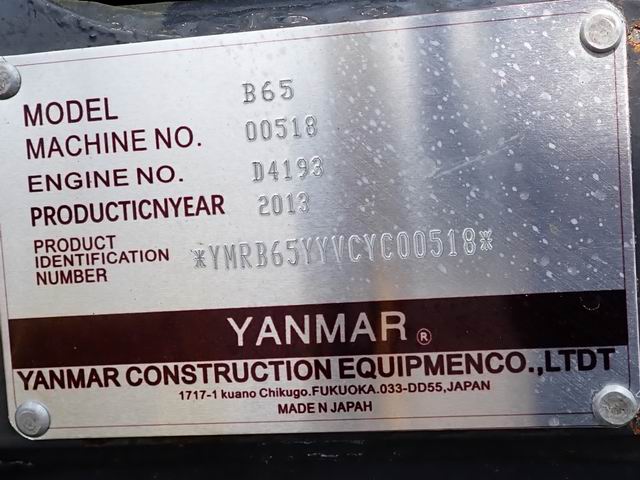 MODEL B65
MACHINE NO. 00518
ENGINE NO. D4193
PRODUCTICNYEAR 2013
PRODUCT
IDENTIFICATION
NUMBER
*YMRB65YYVCYC00518*
YANMAR®
YANMAR CONSTRUCTION EQUIPMENCO.,LTDT
1717-1 kuano Chikugo.FUKUOKA.033-DD55,JAPAN
MADE N JAPAH